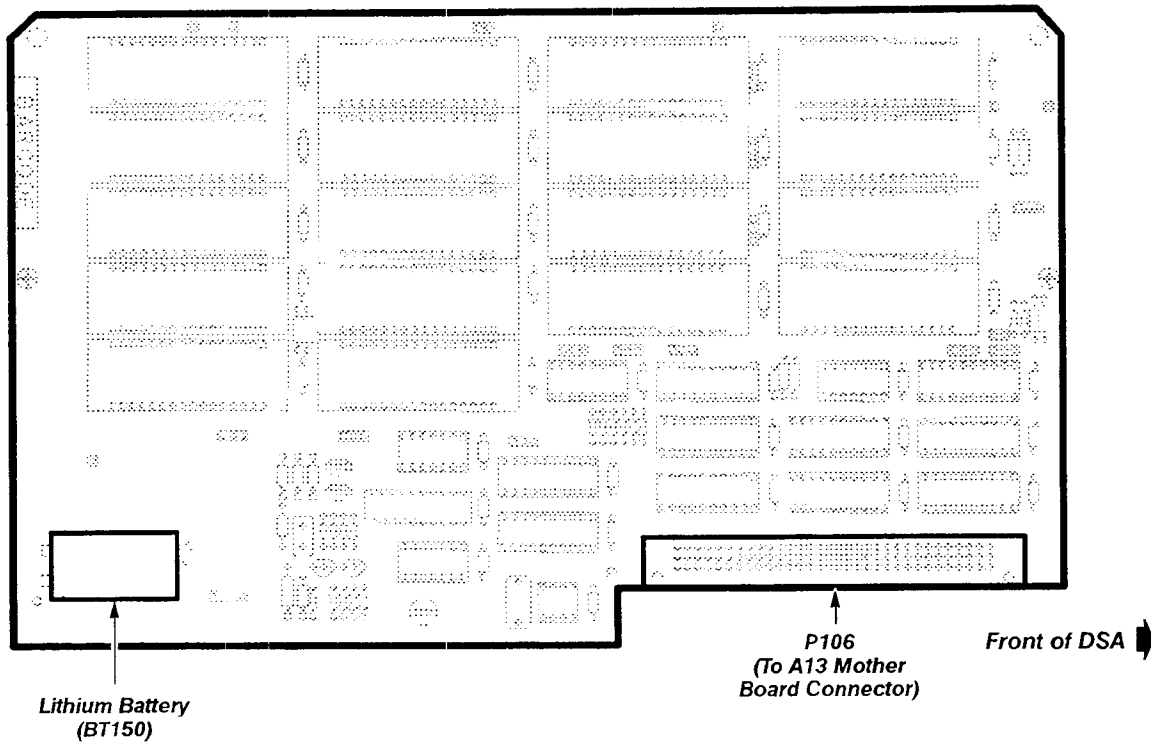 P106
(To A13 Mother
Board Connector)
Front of DSA
Lithium Battery
(BT150)